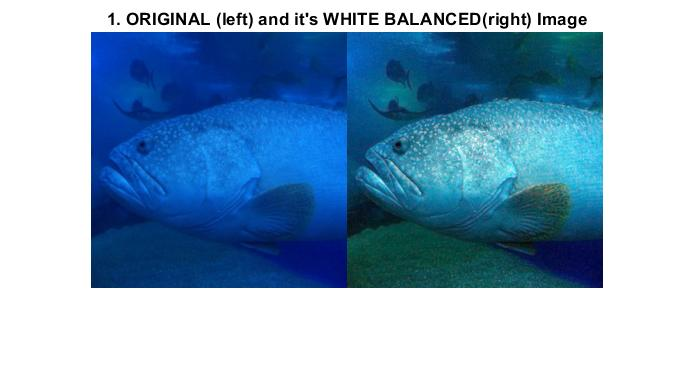 1. ORIGINAL (left) and it's WHITE BALANCED(right) Image